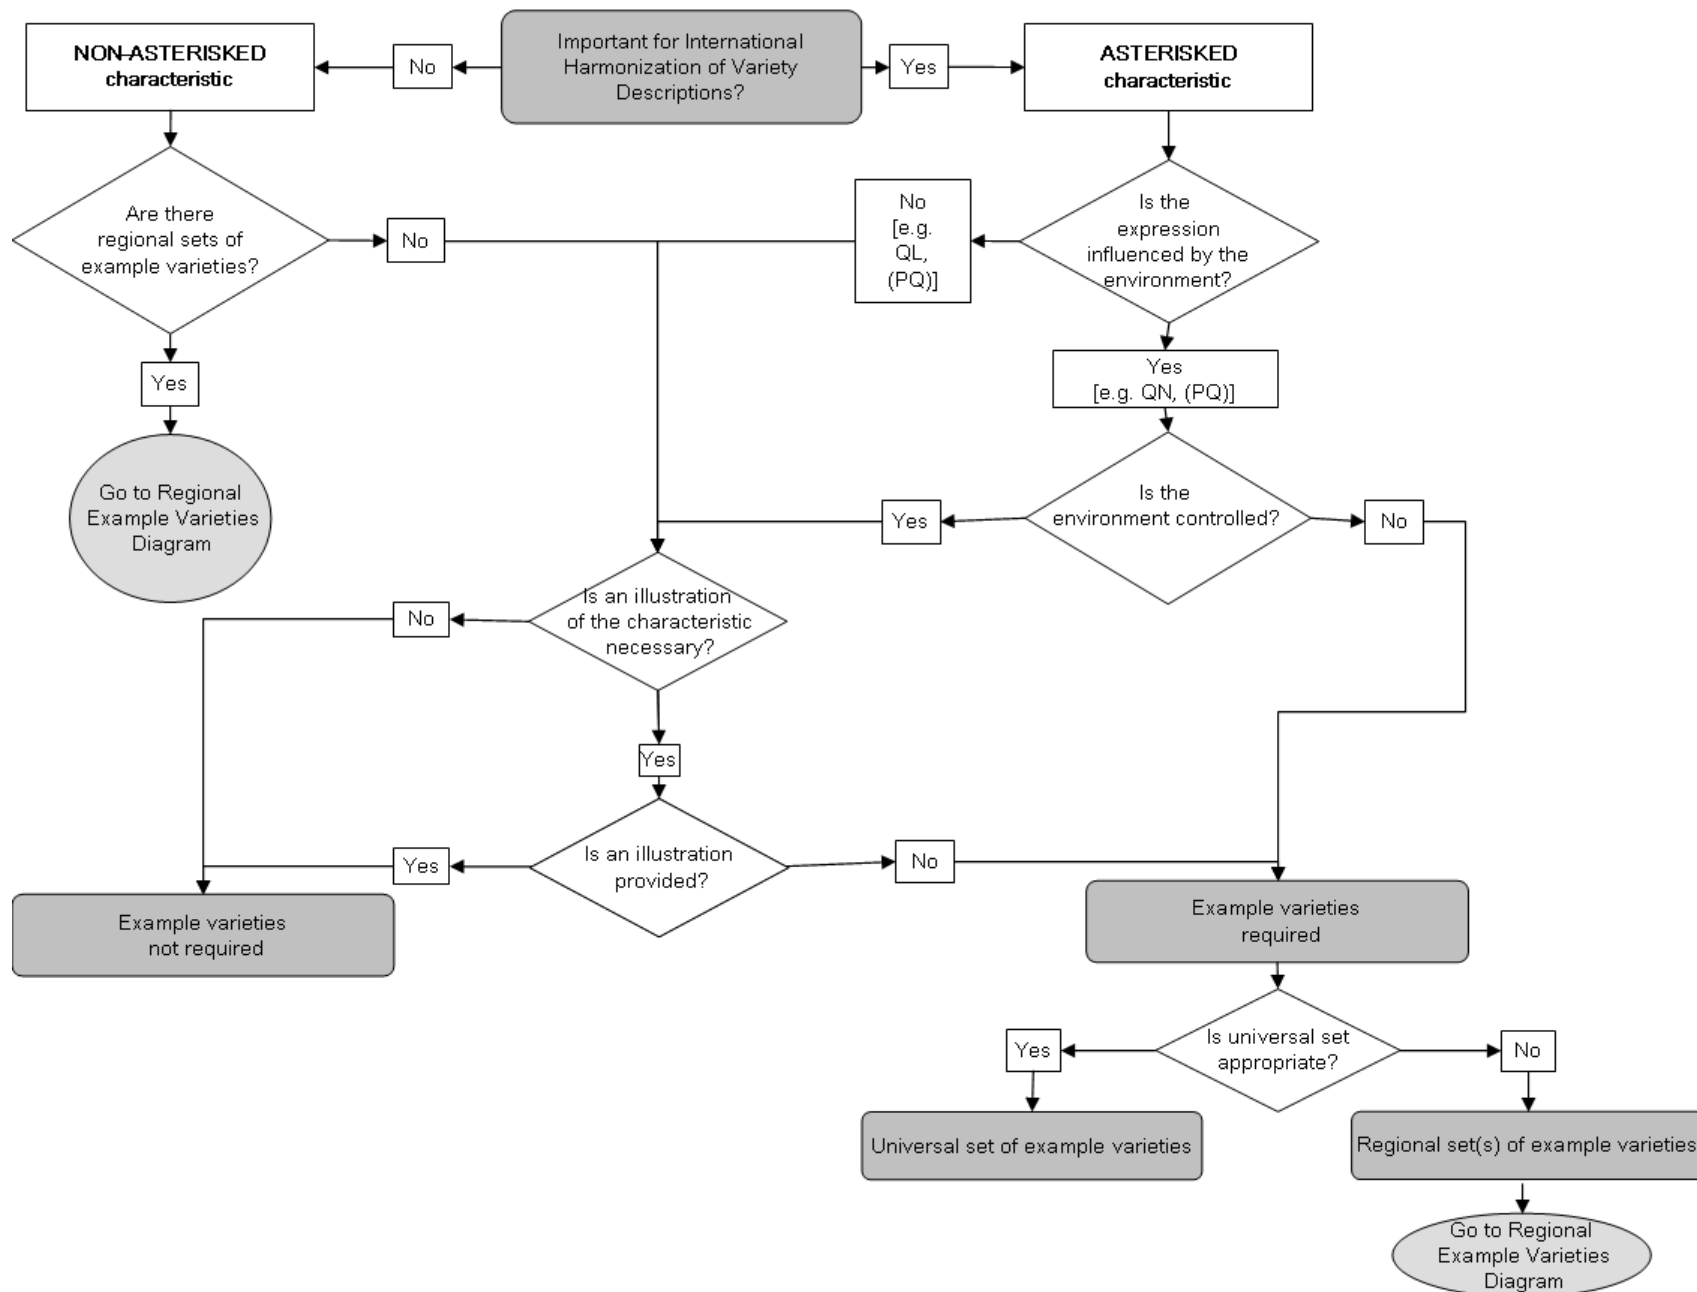 NON-ASTERISKED
characteristic
No
Important for International
Harmonization of Variety
Descriptions?
Yes
ASTERISKED
characteristic
Are there
regional sets of
example varieties?
No
No
[e.g.
QL,
(PQ)]
Is the
expression
influenced by the
environment?
Yes
Yes
[e.g. QN, (PQ)]
Go to Regional
Example Varieties
Diagram
Yes
Is the
environment controlled?
No
No
Is an illustration
of the characteristic
necessary?
Yes
Yes
Is an illustration
provided?
No
Example varieties
not required
Example varieties
required
Yes
Is universal set
appropriate?
No
Universal set of example varieties
Regional set(s) of example varieties
Go to Regional
Example Varieties
Diagram